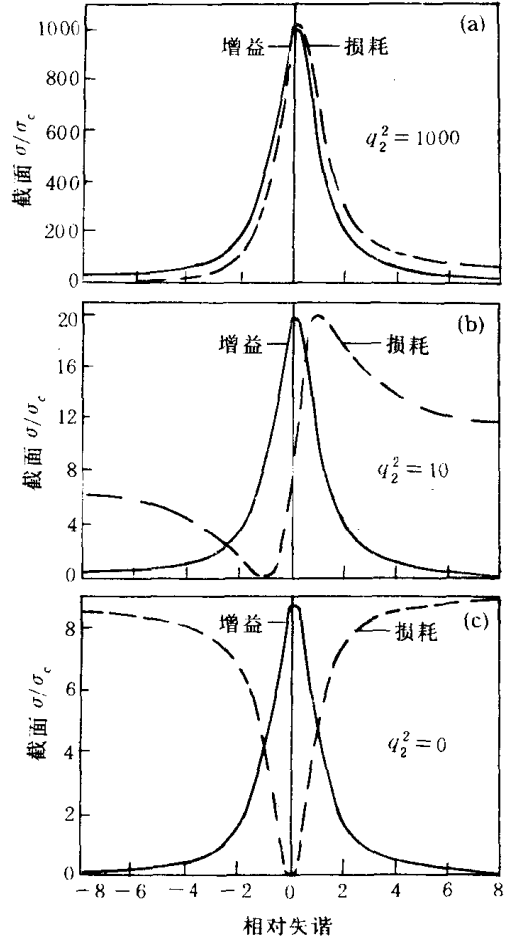 1000
800
600
400
200
0
截面 σ/σc
增益
损耗
(a)
q₂² = 1000
20
16
12
8
4
0
截面 σ/σc
增益
损耗
(b)
q₂² = 10
8
6
4
2
0
截面 σ/σc
增益
损耗
(c)
q₂² = 0
−8 −6 −4 −2 0 2 4 6 8
相对失谐